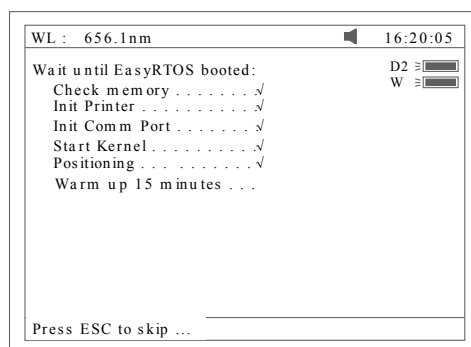 WL : 656.1nm 16:20:05
Wait until EasyRTOS booted: D2
W
Check memory . . . . . . . .√
Init Printer . . . . . . . . . . .√
Init Comm Port . . . . . . . √
Start Kernel . . . . . . . . . .√
Positioning . . . . . . . . . . . √
Warm up 15 minutes . . .
Press ESC to skip ...